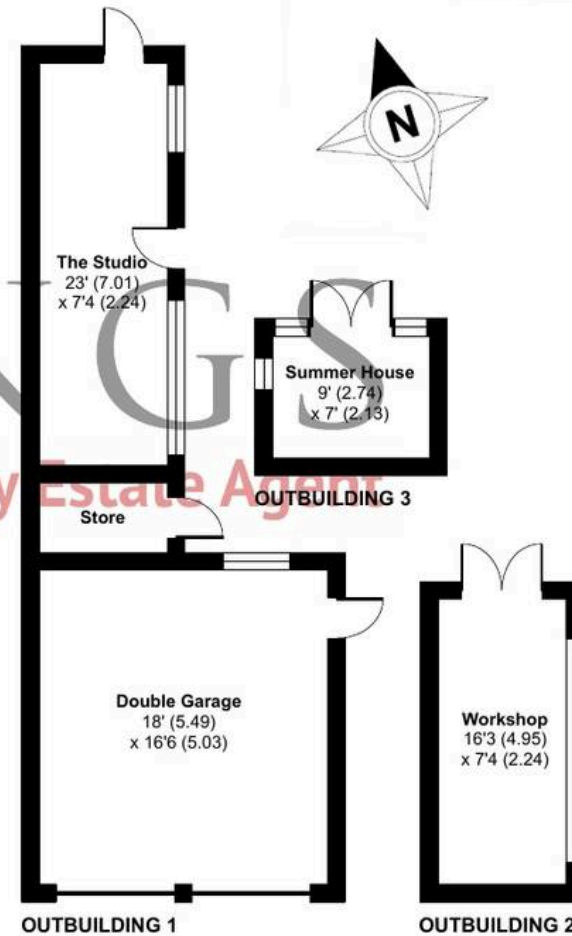 N
The Studio
23' (7.01)
x 7'4 (2.24)
NGS
Summer House
9' (2.74)
x 7' (2.13)
y Estate Agent
OUTBUILDING 3
Store
Double Garage
18' (5.49)
x 16'6 (5.03)
Workshop
16'3 (4.95)
x 7'4 (2.24)
OUTBUILDING 1
OUTBUILDING 2